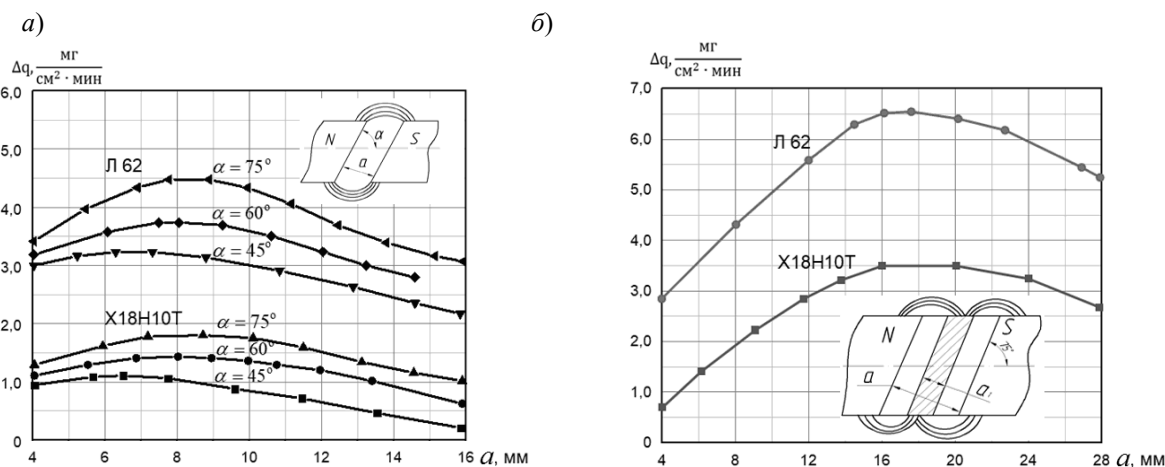 а)
Δq, мг/см² · мин
6,0
5,0
4,0
3,0
2,0
1,0
0
4 6 8 10 12 14 16 a, мм
Л 62
α = 75°
α = 60°
α = 45°
Х18Н10Т
α = 75°
α = 60°
α = 45°
N α S
a
б)
Δq, мг/см² · мин
7,0
6,0
5,0
4,0
3,0
2,0
1,0
0
4 8 12 16 20 24 28 a, мм
Л 62
Х18Н10Т
N S
75°
a a₁